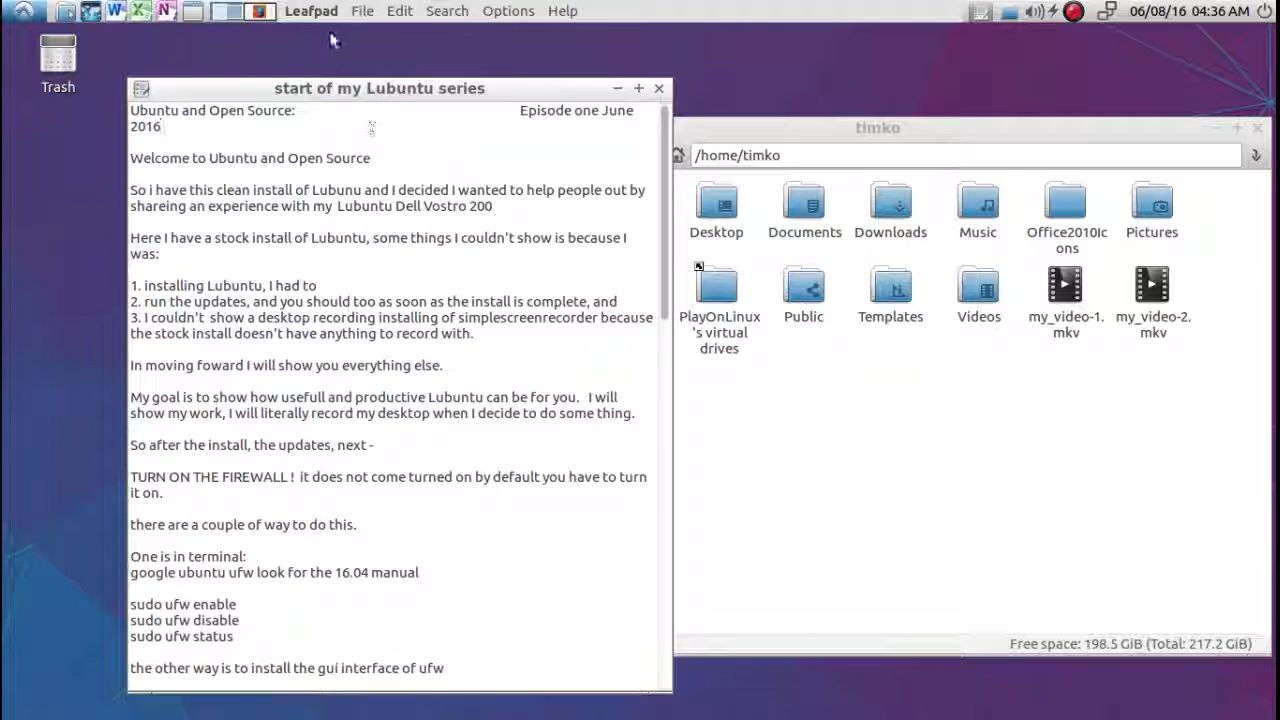 Leafpad File Edit Search Options Help
06/08/16 04:36 AM
Trash
start of my Lubuntu series
Ubuntu and Open Source: Episode one June
2016
Welcome to Ubuntu and Open Source
So i have this clean install of Lubunu and I decided I wanted to help people out by
shareing an experience with my Lubuntu Dell Vostro 200
Here I have a stock install of Lubuntu, some things I couldn't show is because I
was:
1. installing Lubuntu, I had to
2. run the updates, and you should too as soon as the install is complete, and
3. I couldn't show a desktop recording installing of simplescreenrecorder because
the stock install doesn't have anything to record with.
In moving foward I will show you everything else.
My goal is to show how usefull and productive Lubuntu can be for you. I will
show my work, I will literally record my desktop when I decide to do some thing.
So after the install, the updates, next -
TURN ON THE FIREWALL ! it does not come turned on by default you have to turn
it on.
there are a couple of way to do this.
One is in terminal:
google ubuntu ufw look for the 16.04 manual
sudo ufw enable
sudo ufw disable
sudo ufw status
the other way is to install the gui interface of ufw
timko
/home/timko
Desktop Documents Downloads Music Office2010Ic
ons Pictures
PlayOnLinux
's virtual
drives Public Templates Videos my_video-1.
mkv my_video-2.
mkv
Free space: 198.5 GiB (Total: 217.2 GiB)